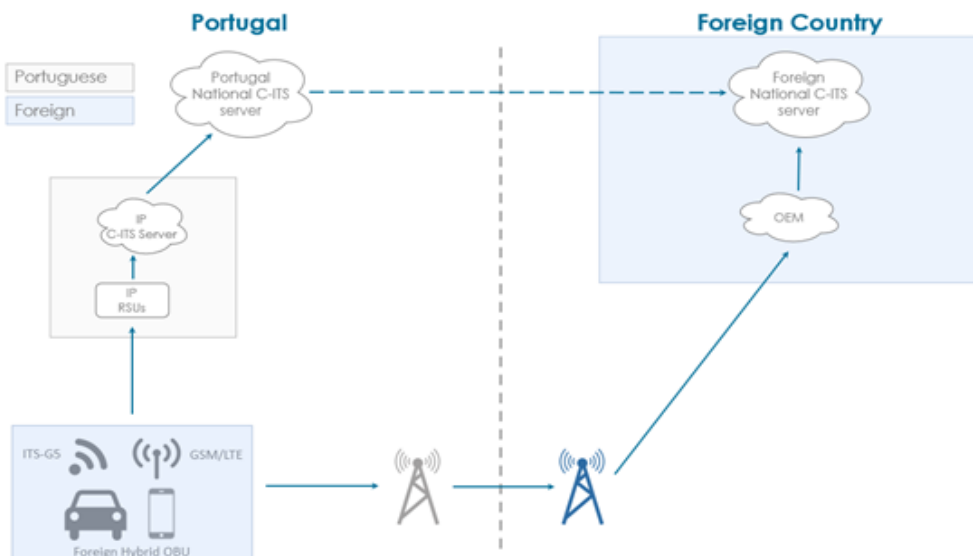 Portugal
Foreign Country
Portuguese
Foreign
Portugal
National C-ITS
server
Foreign
National C-ITS
server
IP
C-ITS Server
OEM
IP
RSUs
ITS-G5
GSM/LTE
Foreign Hybrid OBU